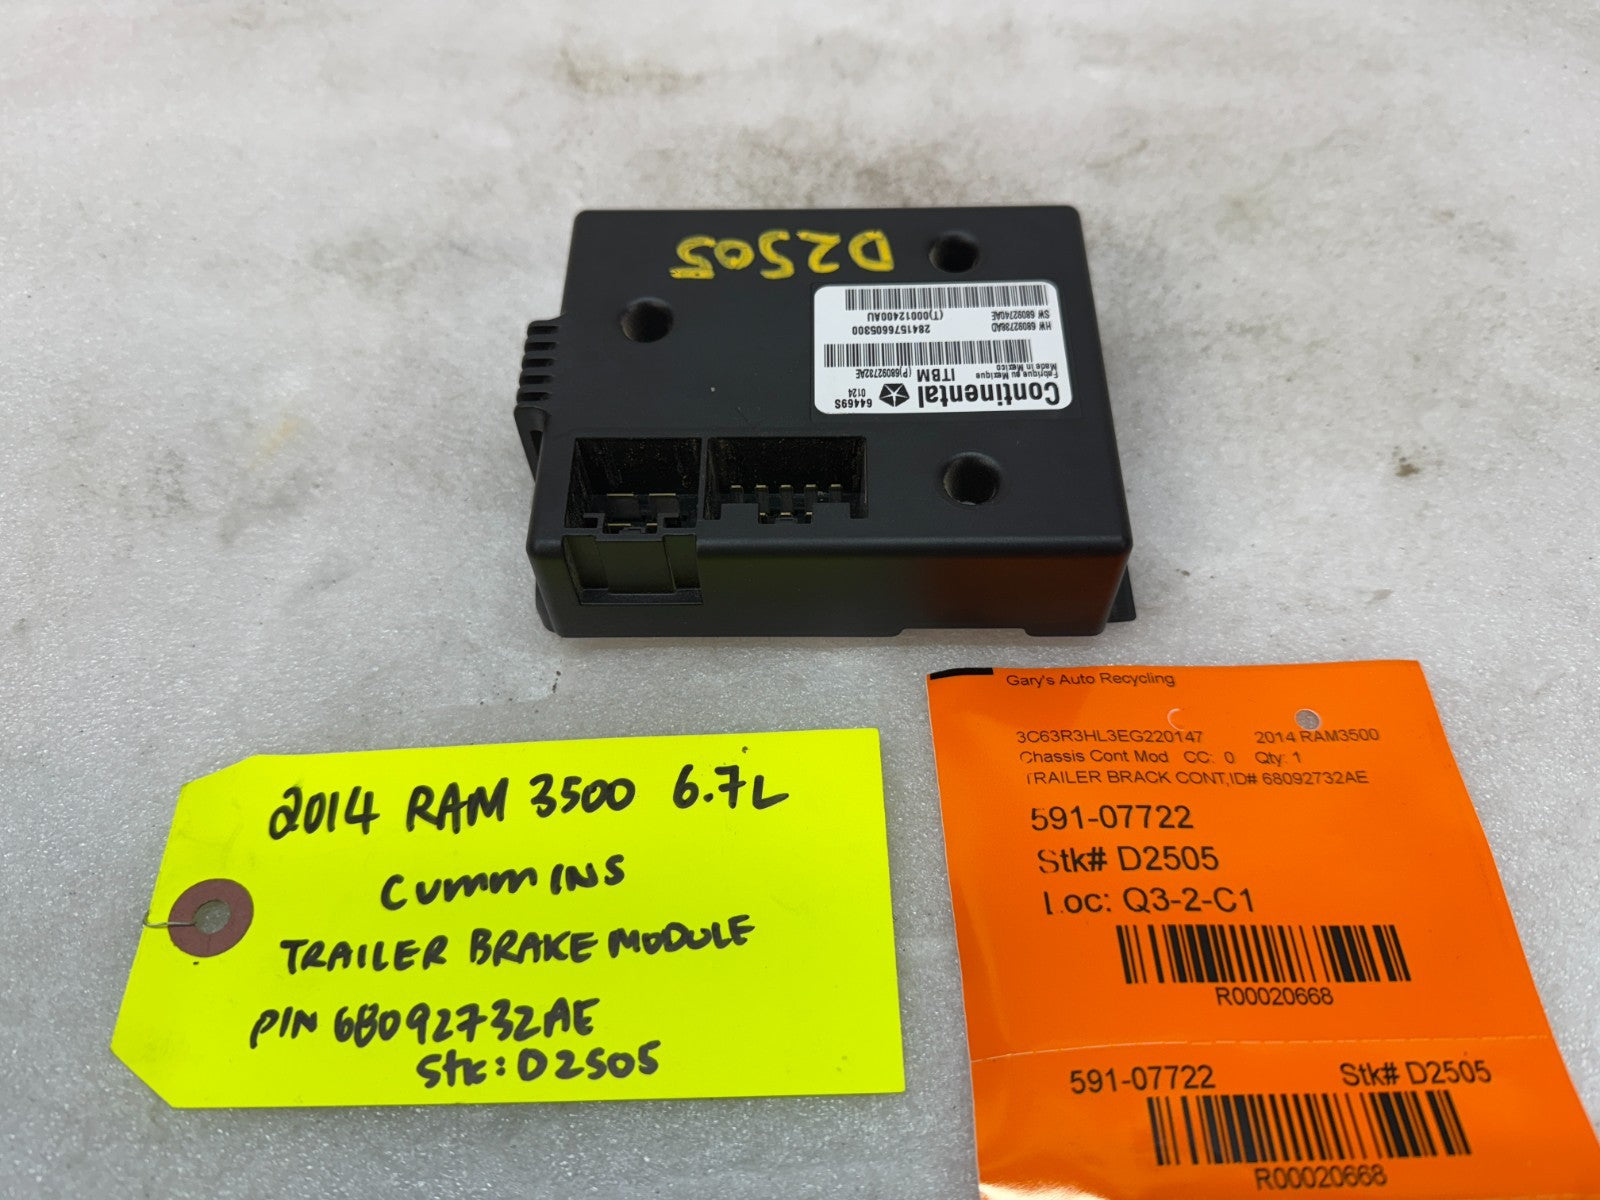 D2505
Continental
64469S
0124
Fabrique au Mexique
Made in Mexico
ITBM
(P)68092732AE
HW 68092738AD
SW 68092740AE
2841576605300
(T)00012400AU
2014 RAM 3500 6.7L
CUMMINS
TRAILER BRAKE MODULE
P/N 68092732AE
Stk: D2505
Gary's Auto Recycling
3C63R3HL3EG220147 2014 RAM3500
Chassis Cont Mod CC: 0 Qty: 1
TRAILER BRACK CONT,ID# 68092732AE
591-07722
Stk# D2505
Loc: Q3-2-C1
R00020668
591-07722 Stk# D2505
R00020668